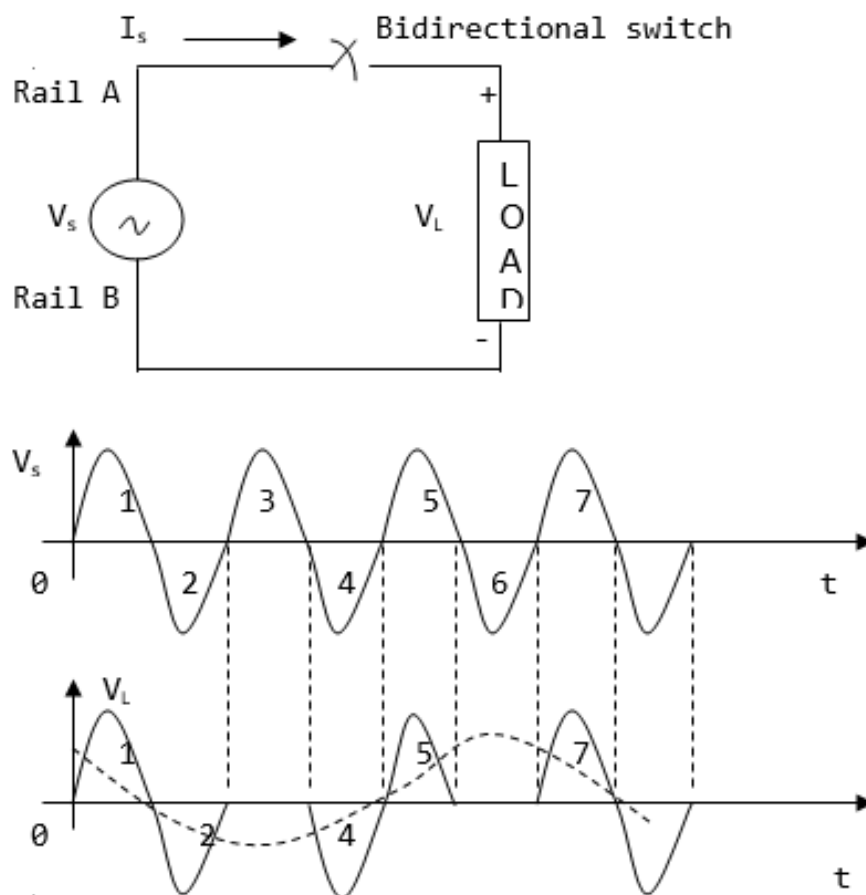 Iₛ Bidirectional switch
Rail A
+
Vₛ
V_L
L
O
A
D
Rail B
-
Vₛ
1 3 5 7
0 2 4 6 t
V_L
1 5 7
0 2 4
t